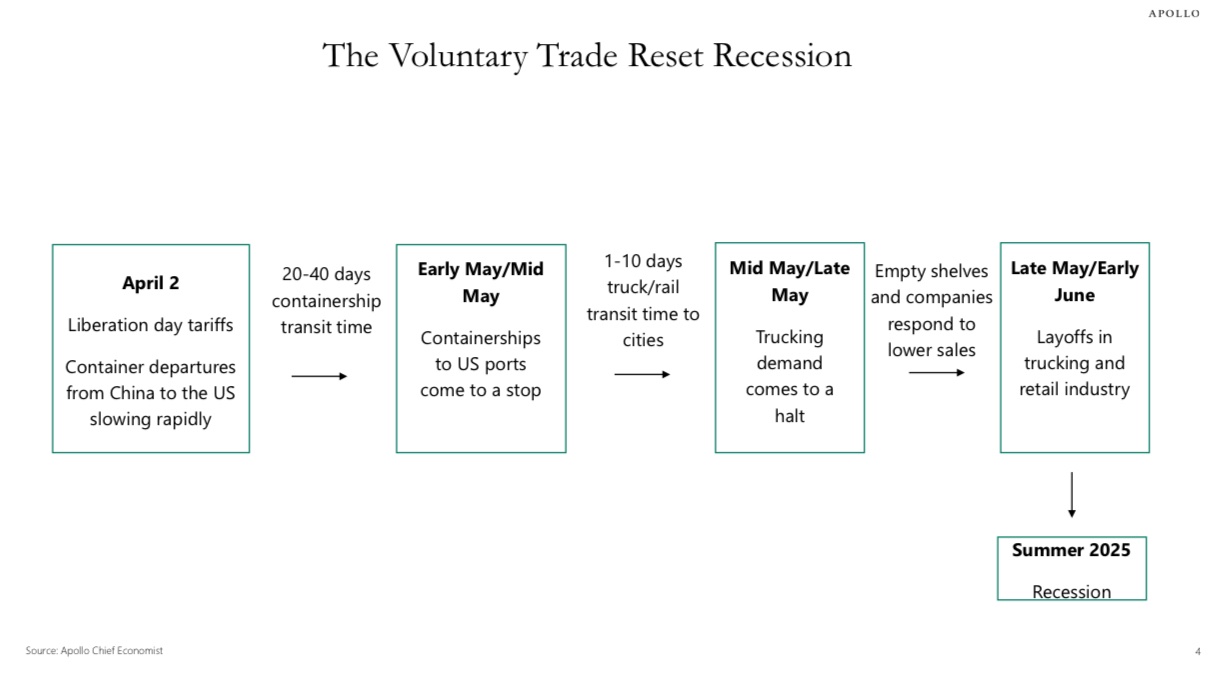 APOLLO
The Voluntary Trade Reset Recession
April 2
Liberation day tariffs
Container departures
from China to the US
slowing rapidly
20-40 days
containership
transit time
Early May/Mid
May
Containerships
to US ports
come to a stop
1-10 days
truck/rail
transit time to
cities
Mid May/Late
May
Trucking
demand
comes to a
halt
Empty shelves
and companies
respond to
lower sales
Late May/Early
June
Layoffs in
trucking and
retail industry
Summer 2025
Recession
Source: Apollo Chief Economist
4